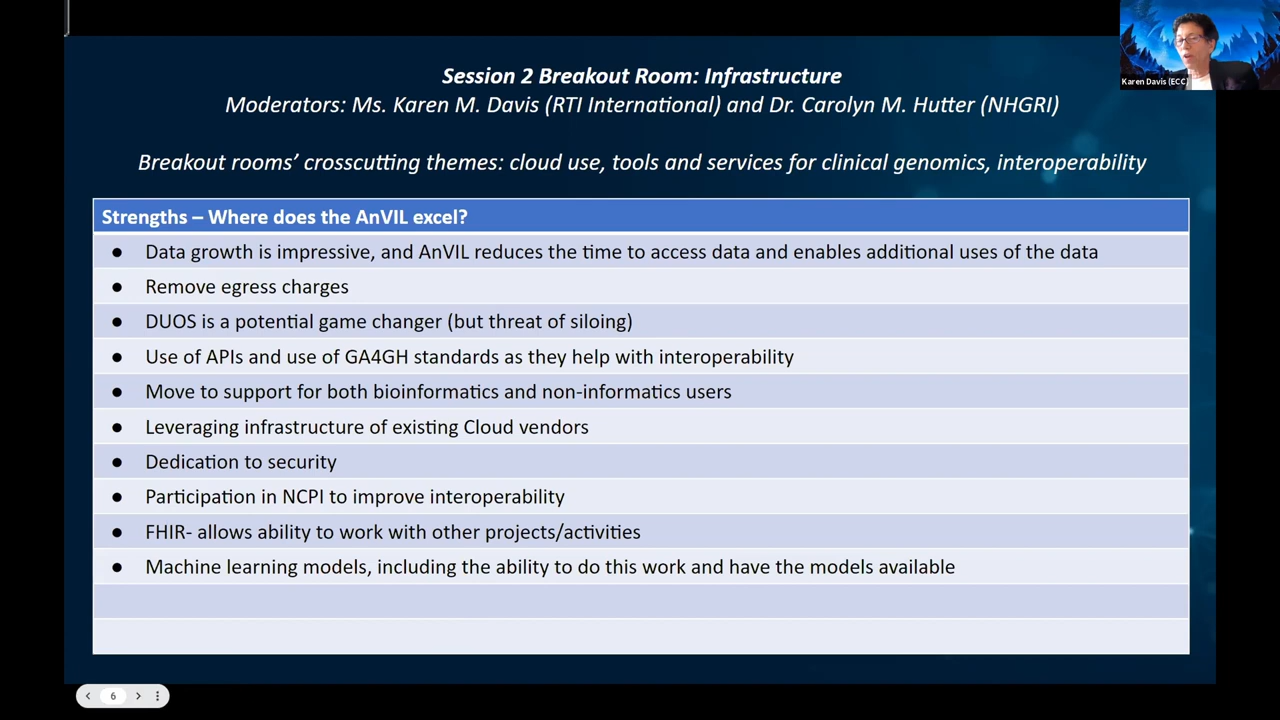 Karen Davis (ECC)
Session 2 Breakout Room: Infrastructure
Moderators: Ms. Karen M. Davis (RTI International) and Dr. Carolyn M. Hutter (NHGRI)
Breakout rooms' crosscutting themes: cloud use, tools and services for clinical genomics, interoperability
Strengths – Where does the AnVIL excel?
● Data growth is impressive, and AnVIL reduces the time to access data and enables additional uses of the data
● Remove egress charges
● DUOS is a potential game changer (but threat of siloing)
● Use of APIs and use of GA4GH standards as they help with interoperability
● Move to support for both bioinformatics and non-informatics users
● Leveraging infrastructure of existing Cloud vendors
● Dedication to security
● Participation in NCPI to improve interoperability
● FHIR- allows ability to work with other projects/activities
● Machine learning models, including the ability to do this work and have the models available
6